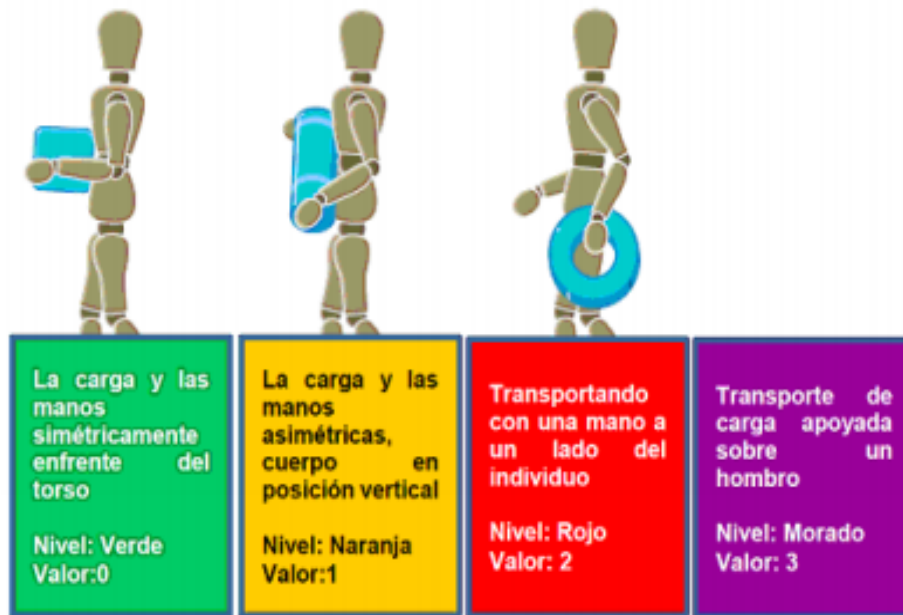 La carga y las
manos
simétricamente
enfrente del
torso
Nivel: Verde
Valor:0
La carga y las
manos
asimétricas,
cuerpo en
posición vertical
Nivel: Naranja
Valor:1
Transportando
con una mano a
un lado del
individuo
Nivel: Rojo
Valor: 2
Transporte de
carga apoyada
sobre un
hombro
Nivel: Morado
Valor: 3